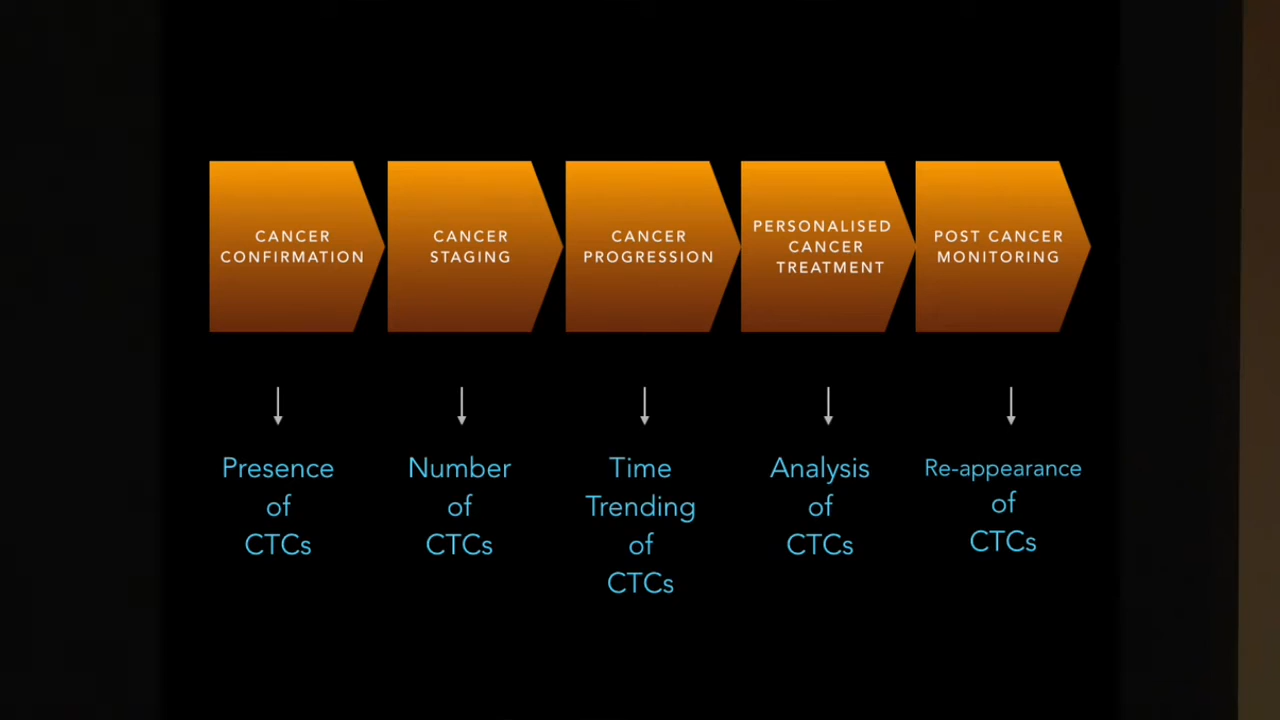 CANCER
CONFIRMATION
CANCER
STAGING
CANCER
PROGRESSION
PERSONALISED
CANCER
TREATMENT
POST CANCER
MONITORING
Presence
of
CTCs
Number
of
CTCs
Time
Trending
of
CTCs
Analysis
of
CTCs
Re-appearance
of
CTCs